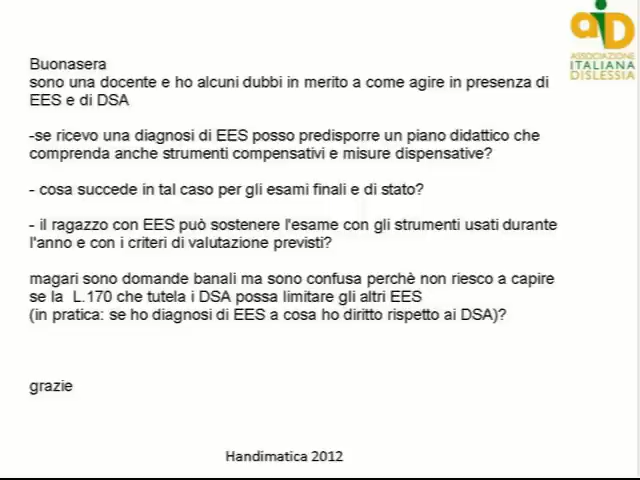 aiD
ASSOCIAZIONE
ITALIANA
DISLESSIA
Buonasera
sono una docente e ho alcuni dubbi in merito a come agire in presenza di
EES e di DSA
-se ricevo una diagnosi di EES posso predisporre un piano didattico che
comprenda anche strumenti compensativi e misure dispensative?
- cosa succede in tal caso per gli esami finali e di stato?
- il ragazzo con EES può sostenere l'esame con gli strumenti usati durante
l'anno e con i criteri di valutazione previsti?
magari sono domande banali ma sono confusa perchè non riesco a capire
se la  L.170 che tutela i DSA possa limitare gli altri EES
(in pratica: se ho diagnosi di EES a cosa ho diritto rispetto ai DSA)?
grazie
Handimatica 2012